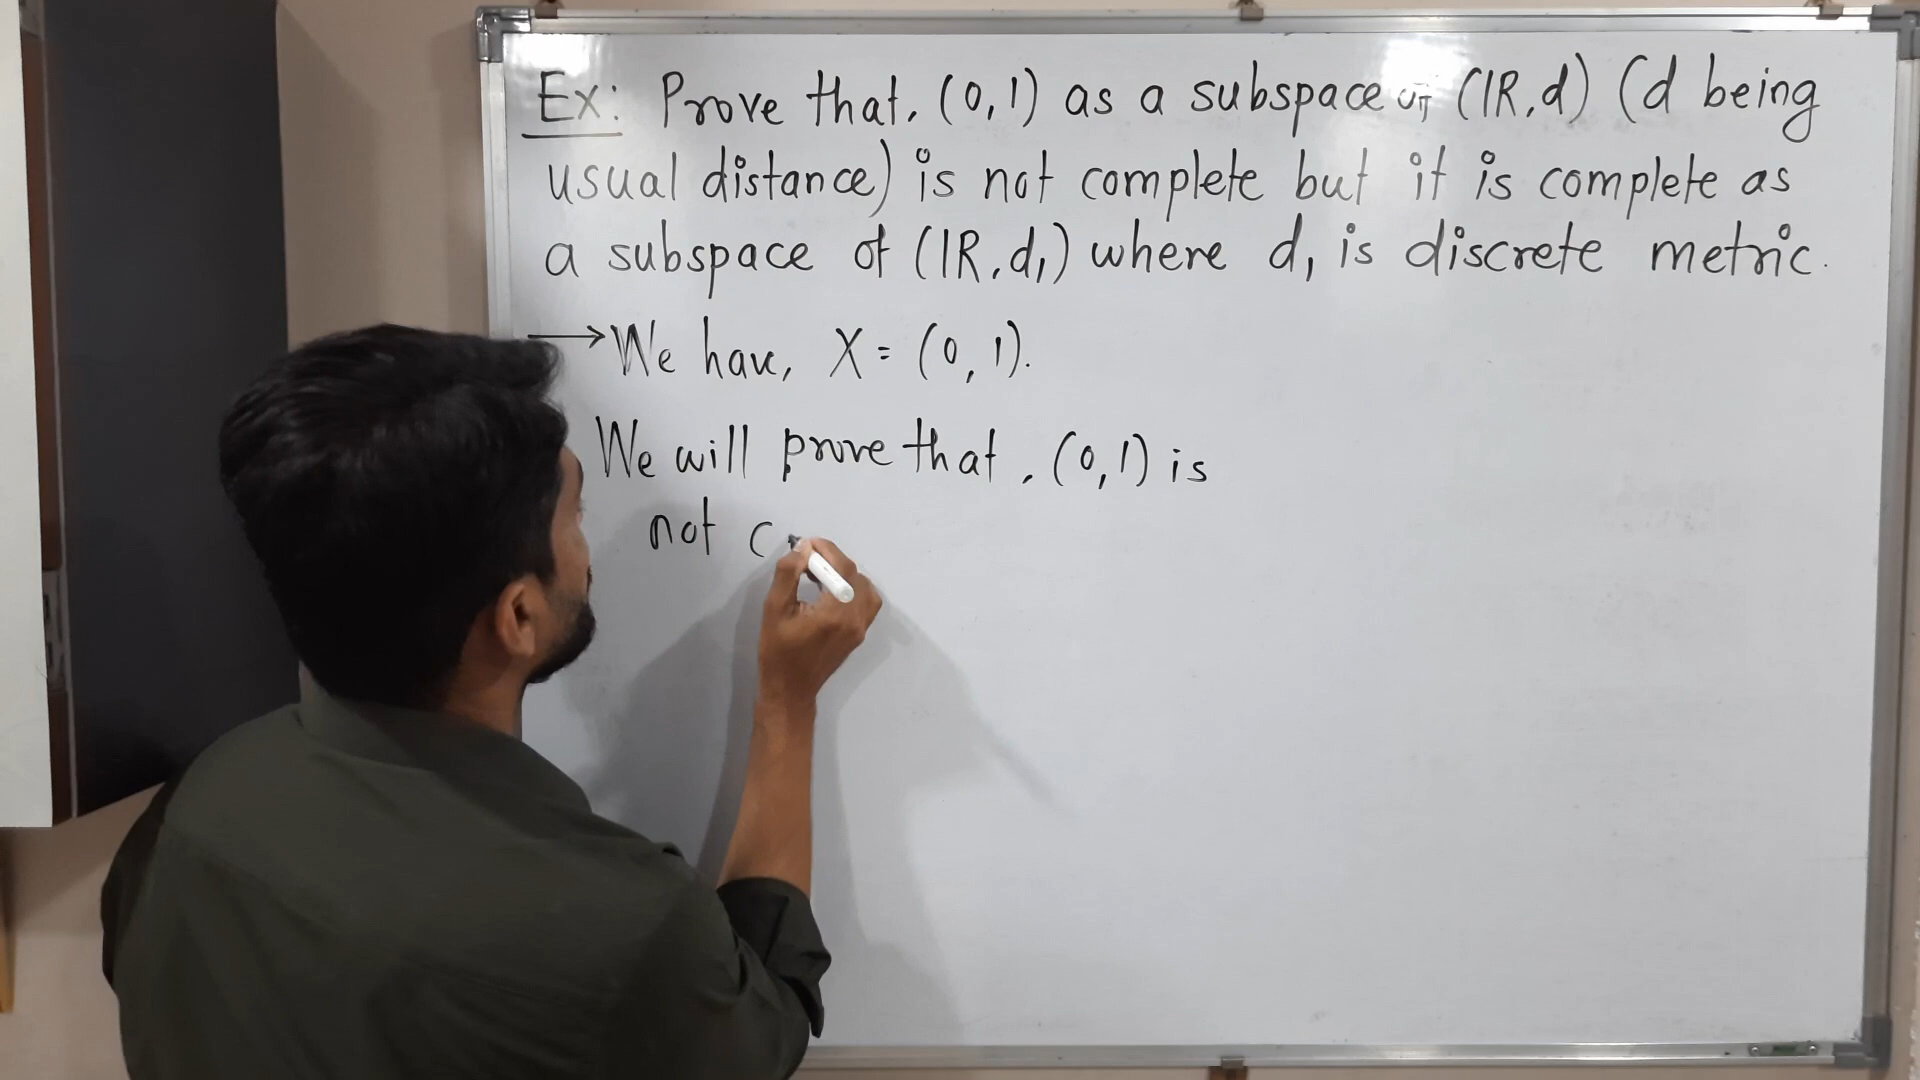 Ex: Prove that, (0,1) as a subspace of (IR,d) (d being
usual distance) is not complete but it is complete as
a subspace of (IR,d₁) where d₁ is discrete metric.
→ We have, X = (0,1).
We will prove that, (0,1) is
not c